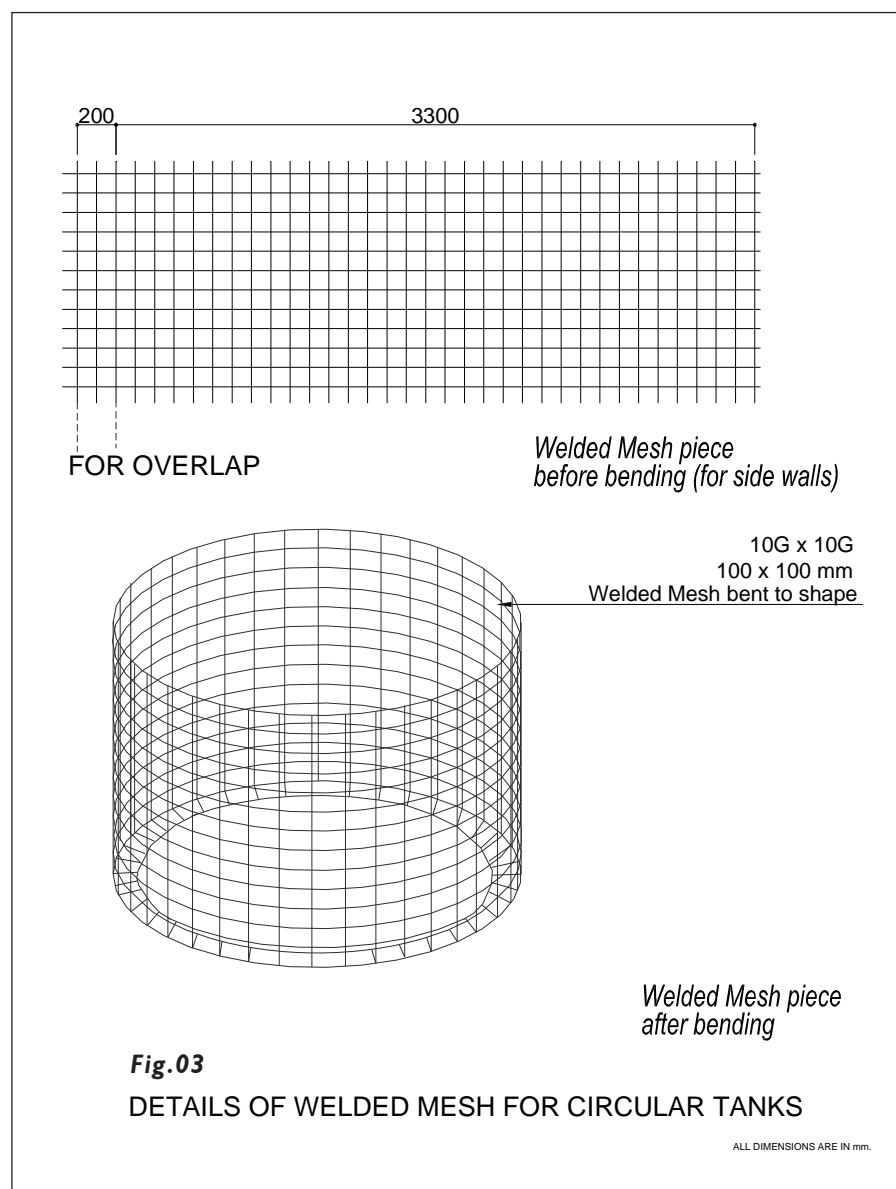 200
3300
FOR OVERLAP
Welded Mesh piece
before bending (for side walls)
10G x 10G
100 x 100 mm
Welded Mesh bent to shape
Welded Mesh piece
after bending
Fig.03
DETAILS OF WELDED MESH FOR CIRCULAR TANKS
ALL DIMENSIONS ARE IN mm.